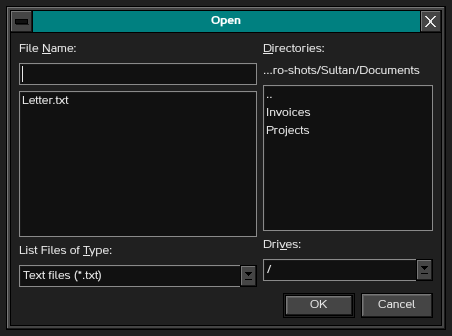 Open
File Name:
Directories:
...ro-shots/Sultan/Documents
Letter.txt
..
Invoices
Projects
List Files of Type:
Drives:
Text files (*.txt)
/
OK
Cancel